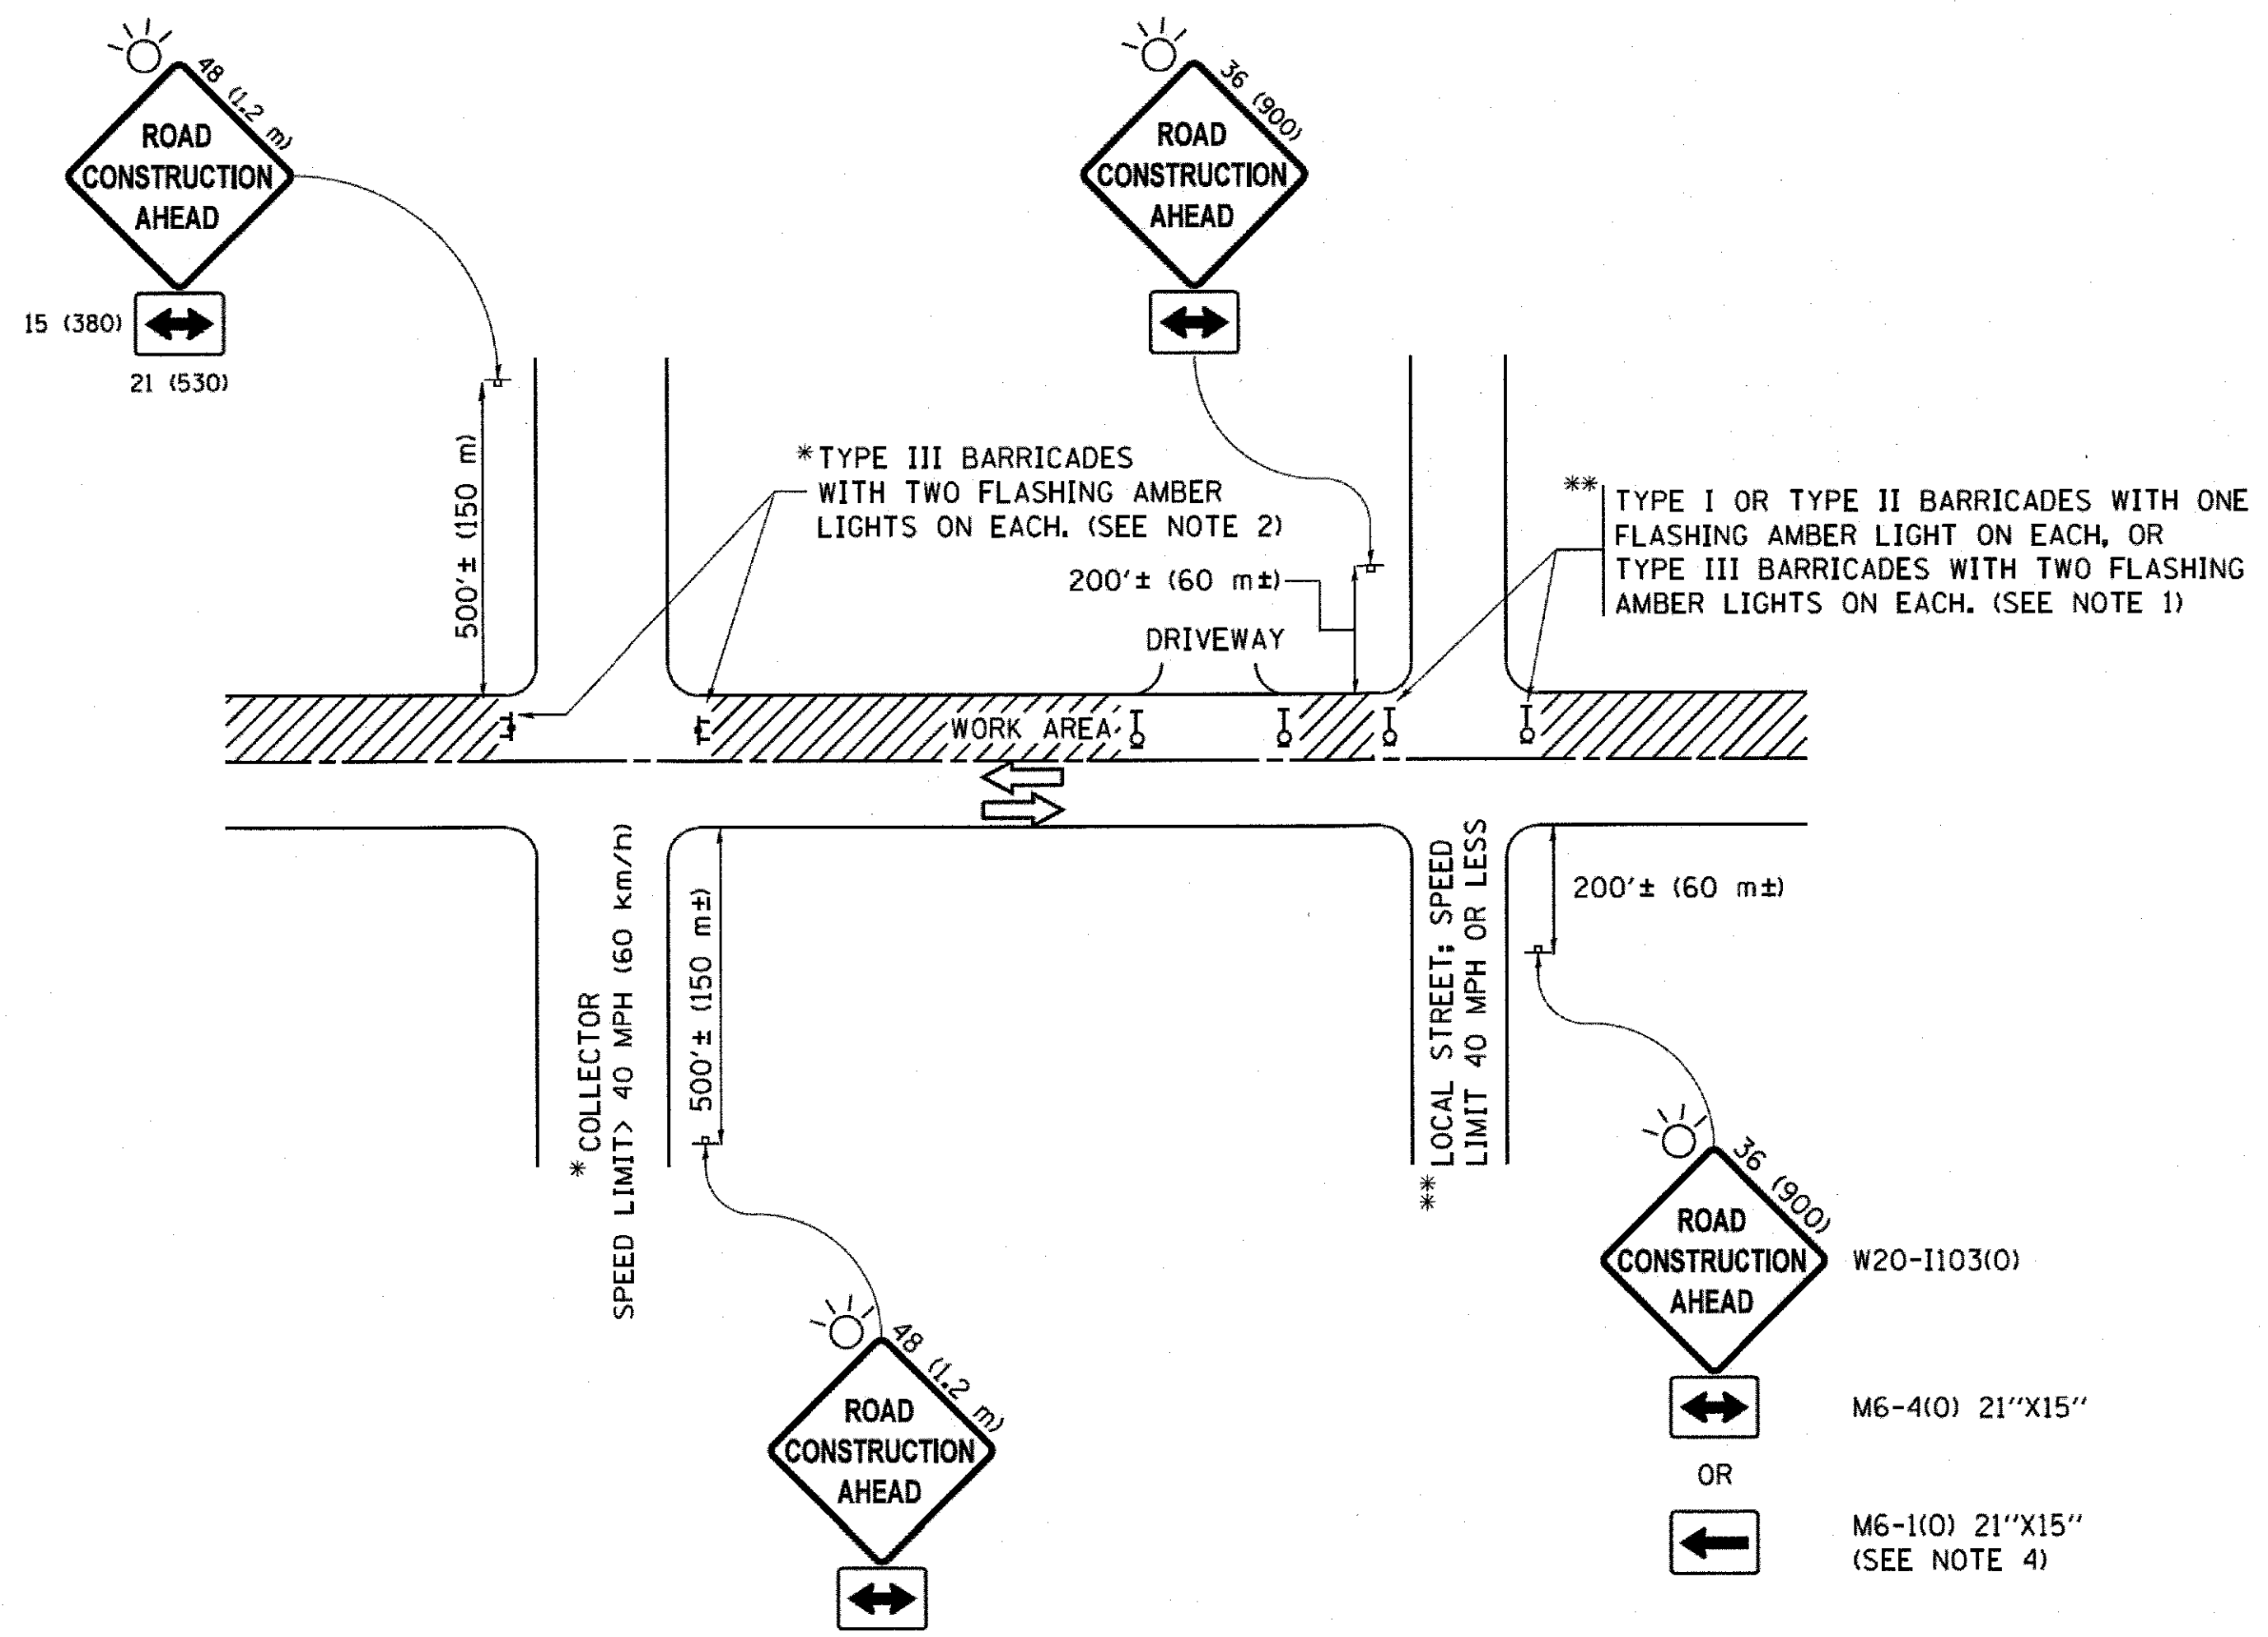 48 (1.2 m)
ROAD
CONSTRUCTION
AHEAD
15 (380)
21 (530)
36 (900)
ROAD
CONSTRUCTION
AHEAD
500'± (150 m)
*TYPE III BARRICADES
WITH TWO FLASHING AMBER
LIGHTS ON EACH. (SEE NOTE 2)
200'± (60 m±)
DRIVEWAY
** TYPE I OR TYPE II BARRICADES WITH ONE
FLASHING AMBER LIGHT ON EACH, OR
TYPE III BARRICADES WITH TWO FLASHING
AMBER LIGHTS ON EACH. (SEE NOTE 1)
WORK AREA
* COLLECTOR
SPEED LIMIT> 40 MPH (60 km/h)
500'± (150 m±)
** LOCAL STREET; SPEED
LIMIT 40 MPH OR LESS
200'± (60 m±)
48 (1.2 m)
ROAD
CONSTRUCTION
AHEAD
36 (900)
ROAD
CONSTRUCTION
AHEAD
W20-I103(O)
M6-4(O) 21"X15"
OR
M6-1(O) 21"X15"
(SEE NOTE 4)